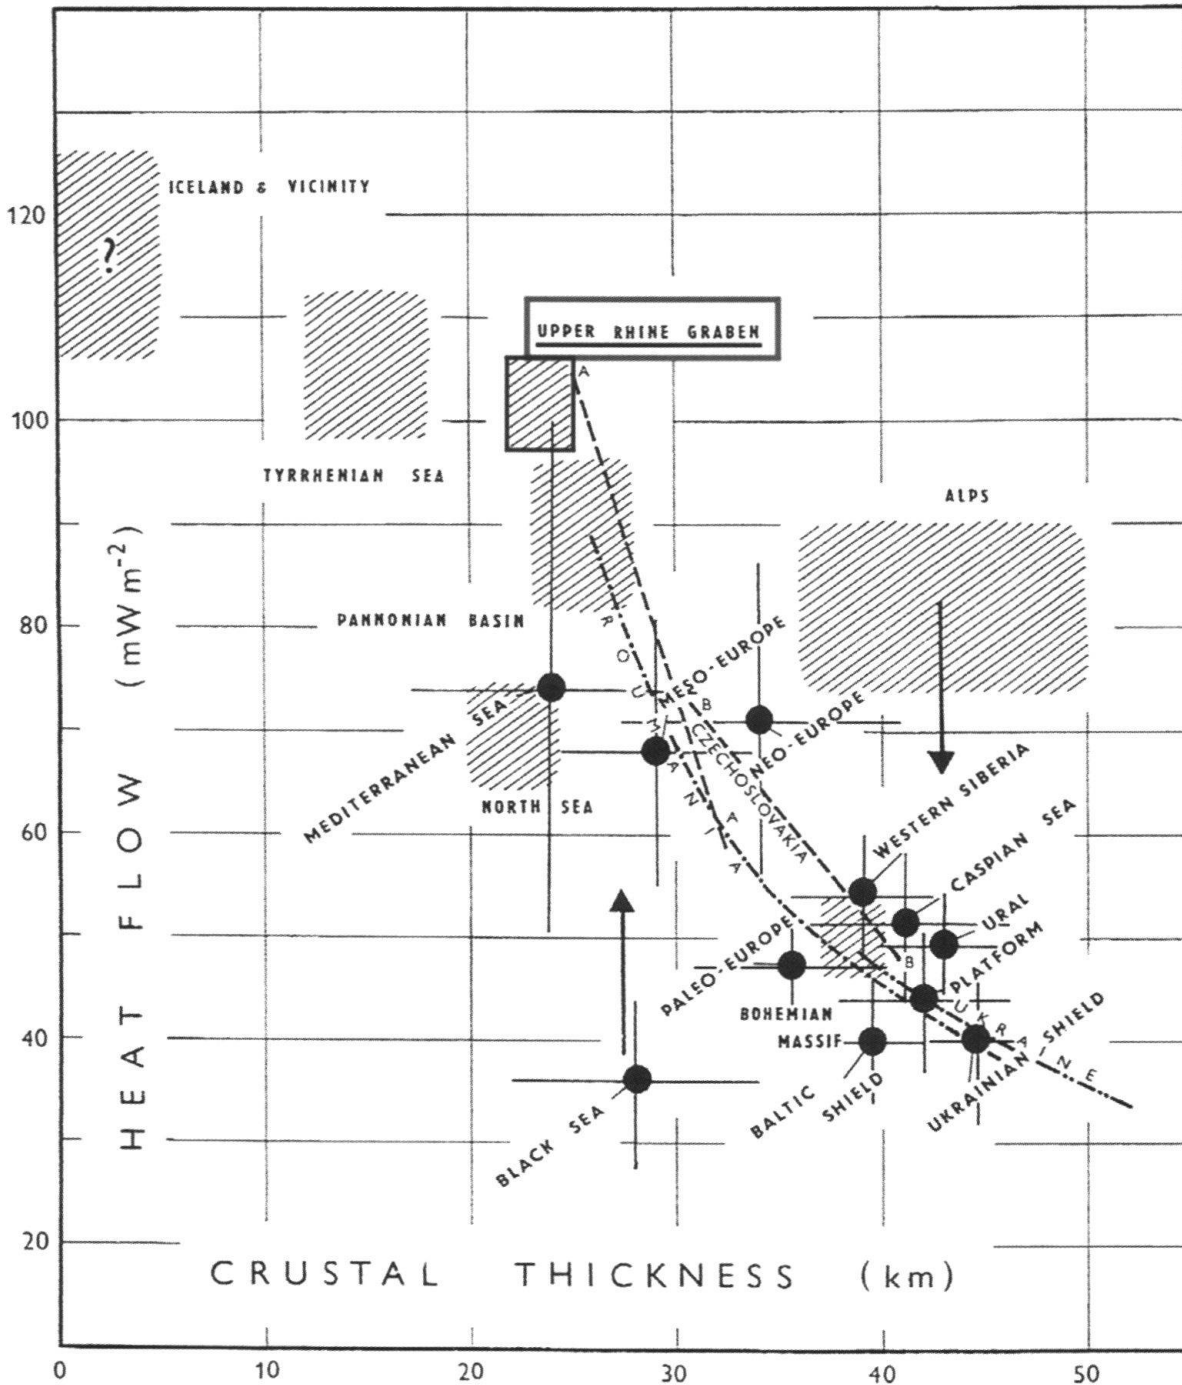 ICELAND & VICINITY
120
?
UPPER RHINE GRABEN
A
100
TYRRHENIAN SEA
ALPS
HEAT FLOW (mWm-2)
80
PANNONIAN BASIN
ROUMANIA
MESO-EUROPE
B
CZECHOSLOVAKIA
NEO-EUROPE
MEDITERRANEAN SEA
NORTH SEA
60
A
A
WESTERN SIBERIA
CASPIAN SEA
URAL
PLATFORM
PALEO-EUROPE
B
BOHEMIAN
MASSIF
UKRAINE
40
BALTIC
SHIELD
UKRAINIAN SHIELD
BLACK SEA
20
CRUSTAL THICKNESS (km)
0 10 20 30 40 50